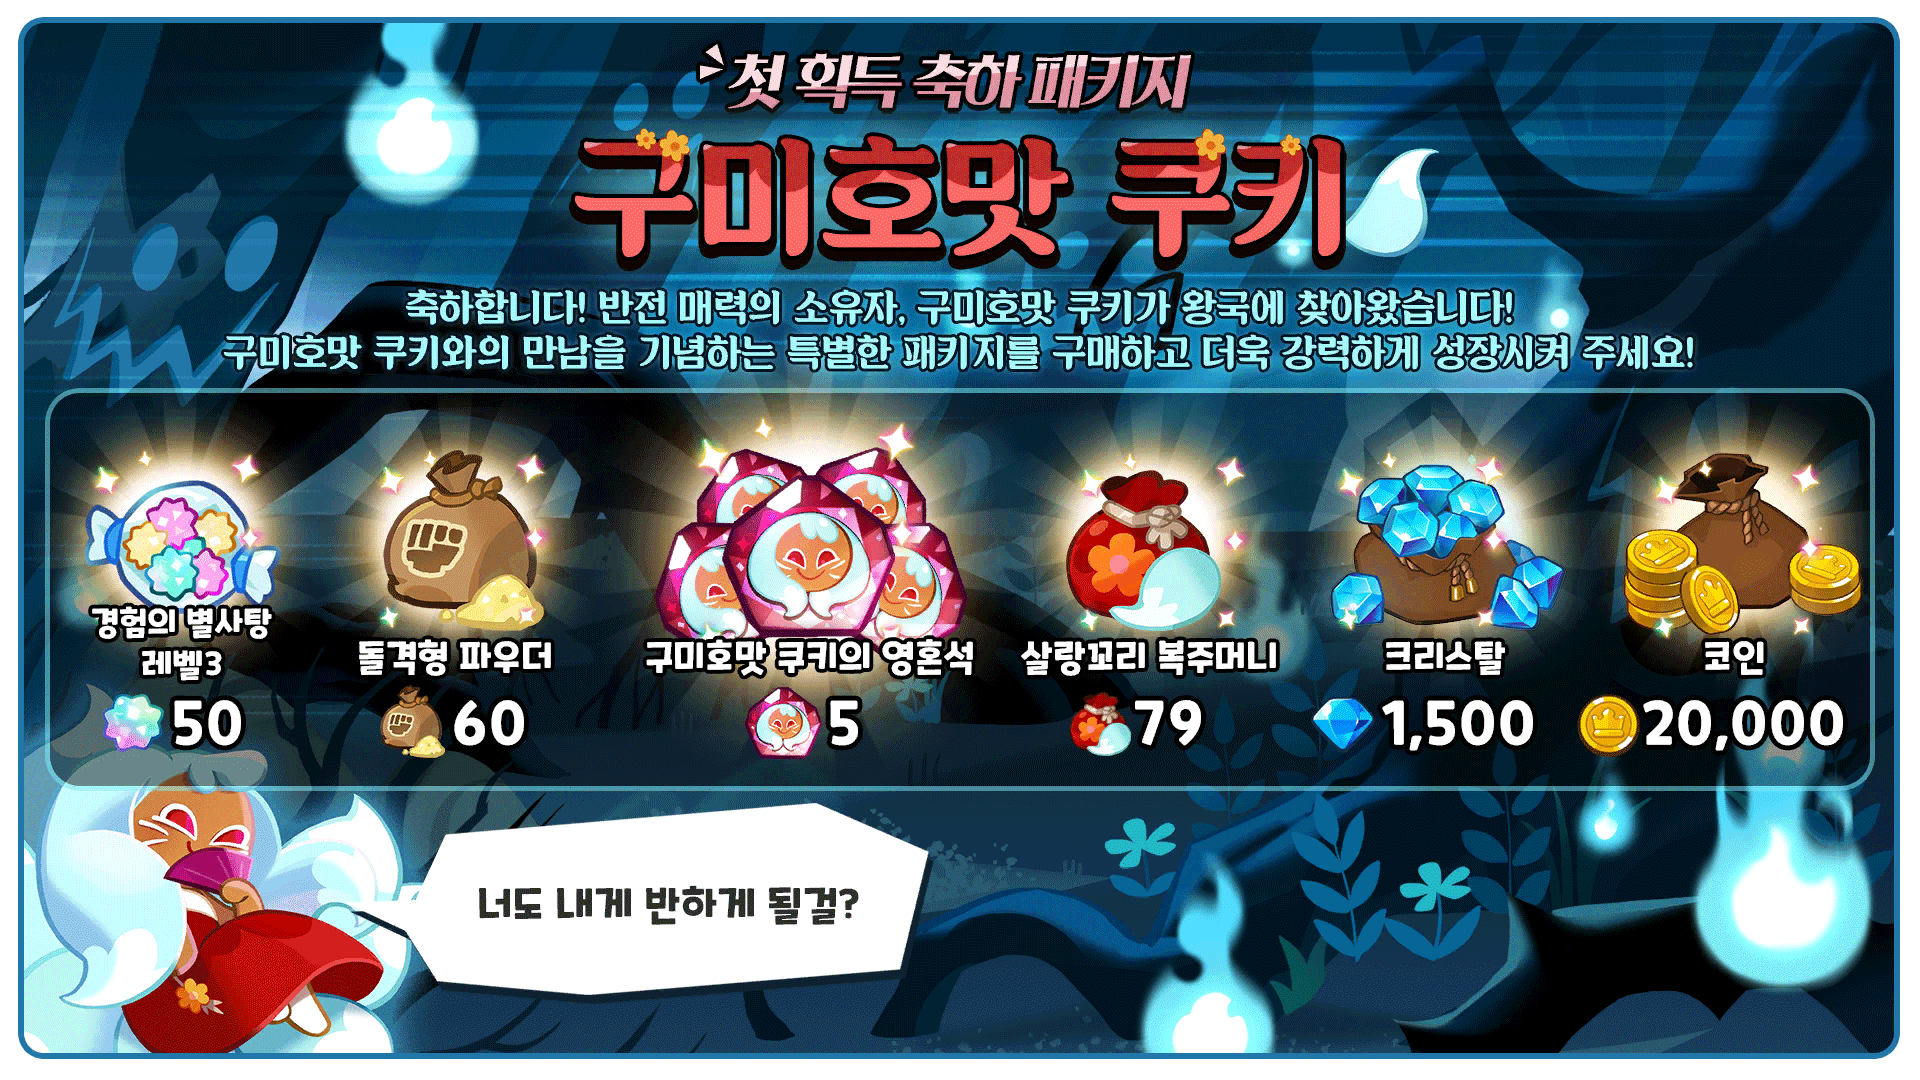 첫 획득 축하 패키지
구미호맛 쿠키
축하합니다! 반전 매력의 소유자, 구미호맛 쿠키가 왕국에 찾아왔습니다!
구미호맛 쿠키와의 만남을 기념하는 특별한 패키지를 구매하고 더욱 강력하게 성장시켜 주세요!
경험의 별사탕
레벨3
50
돌격형 파우더
60
구미호맛 쿠키의 영혼석
5
살랑꼬리 복주머니
79
크리스탈
1,500
코인
20,000
너도 내게 반하게 될걸?